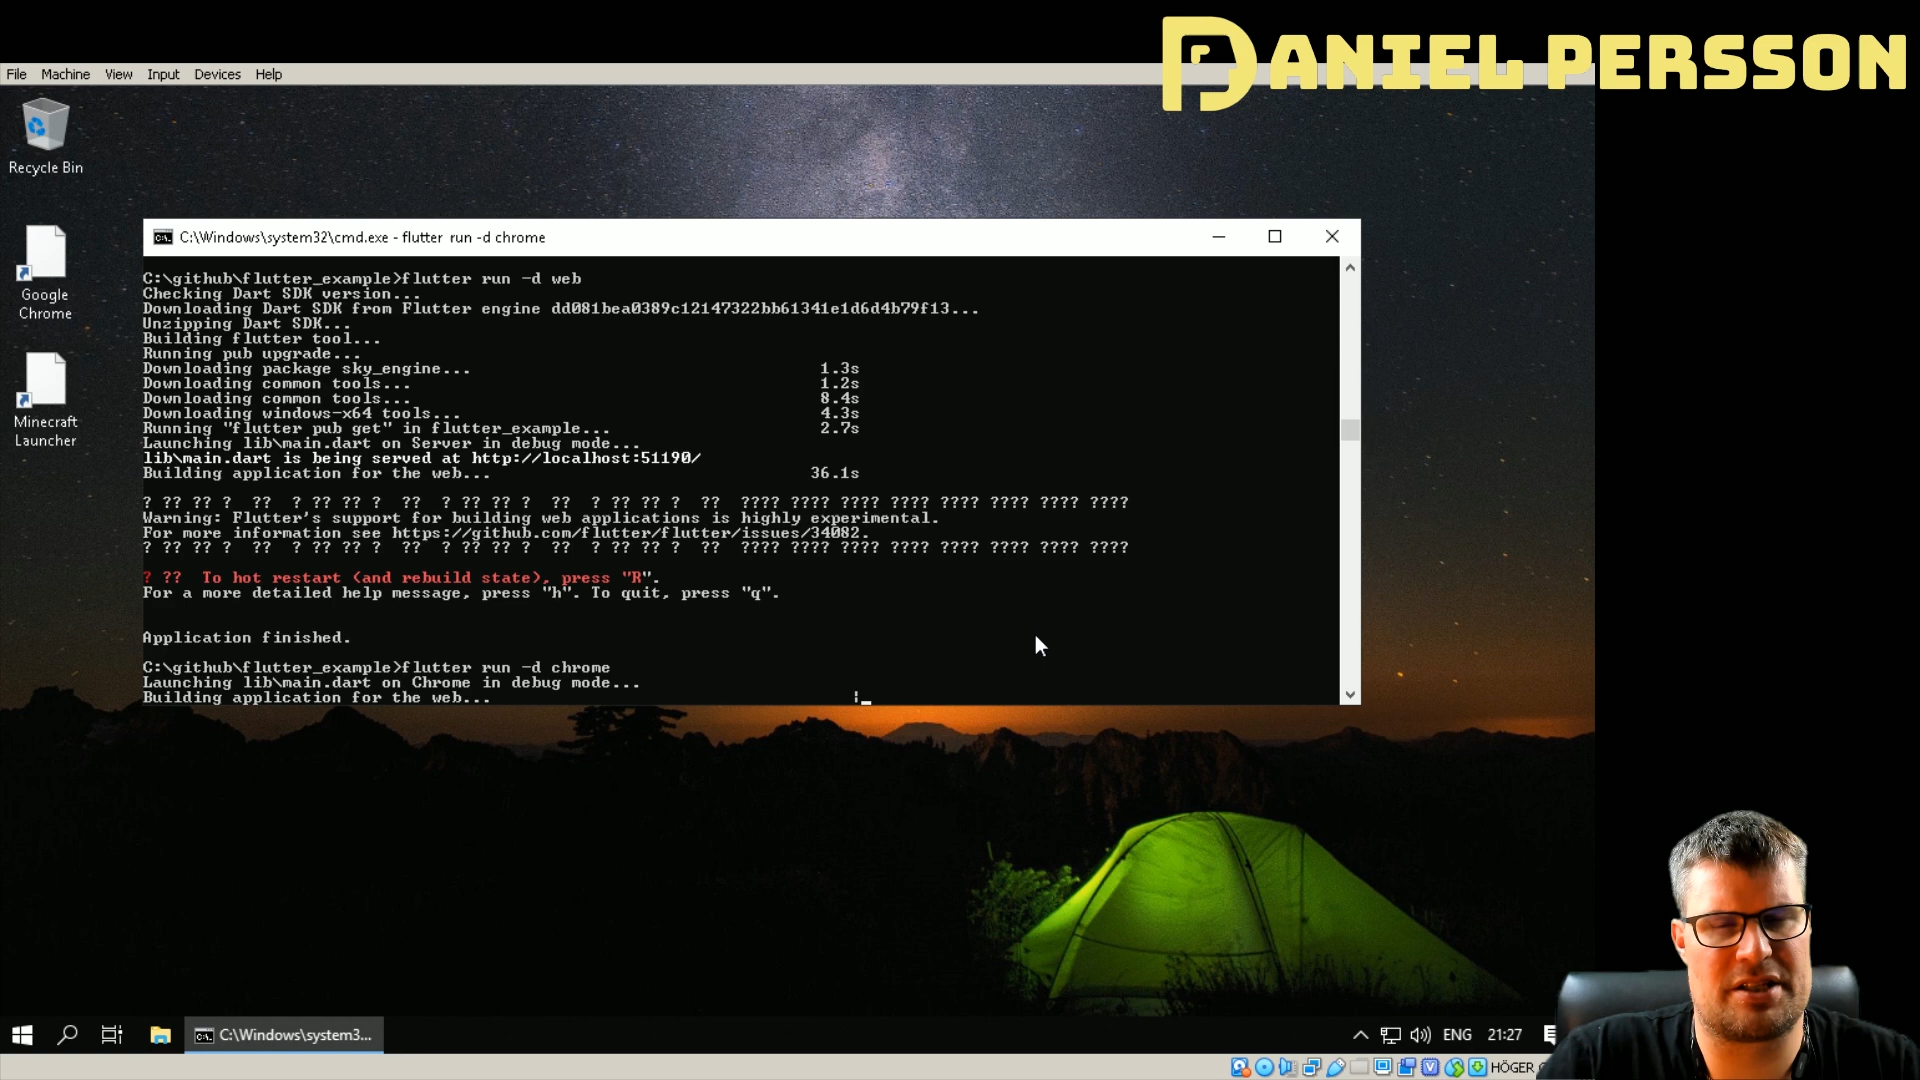 DANIEL PERSSON
File Machine View Input Devices Help
Recycle Bin
Google
Chrome
Minecraft
Launcher
C:\Windows\system32\cmd.exe - flutter run -d chrome
C:\github\flutter_example>flutter run -d web
Checking Dart SDK version...
Downloading Dart SDK from Flutter engine dd081bea0389c12147322bb61341e1d6d4b79f13...
Unzipping Dart SDK...
Building flutter tool...
Running pub upgrade...
Downloading package sky_engine... 1.3s
Downloading common tools... 1.2s
Downloading common tools... 8.4s
Downloading windows-x64 tools... 4.3s
Running "flutter pub get" in flutter_example... 2.7s
Launching lib\main.dart on Server in debug mode...
lib\main.dart is being served at http://localhost:51190/
Building application for the web... 36.1s
? ?? ?? ? ?? ? ?? ?? ? ?? ? ?? ?? ? ?? ? ?? ?? ? ?? ???? ???? ???? ???? ???? ???? ???? ????
Warning: Flutter's support for building web applications is highly experimental.
For more information see https://github.com/flutter/flutter/issues/34082.
? ?? ?? ? ?? ? ?? ?? ? ?? ? ?? ?? ? ?? ? ?? ?? ? ?? ???? ???? ???? ???? ???? ???? ???? ????
? ?? To hot restart (and rebuild state), press "R".
For a more detailed help message, press "h". To quit, press "q".
Application finished.
C:\github\flutter_example>flutter run -d chrome
Launching lib\main.dart on Chrome in debug mode...
Building application for the web... ¦_
C:\Windows\system3...
ENG 21:27
HÖGER